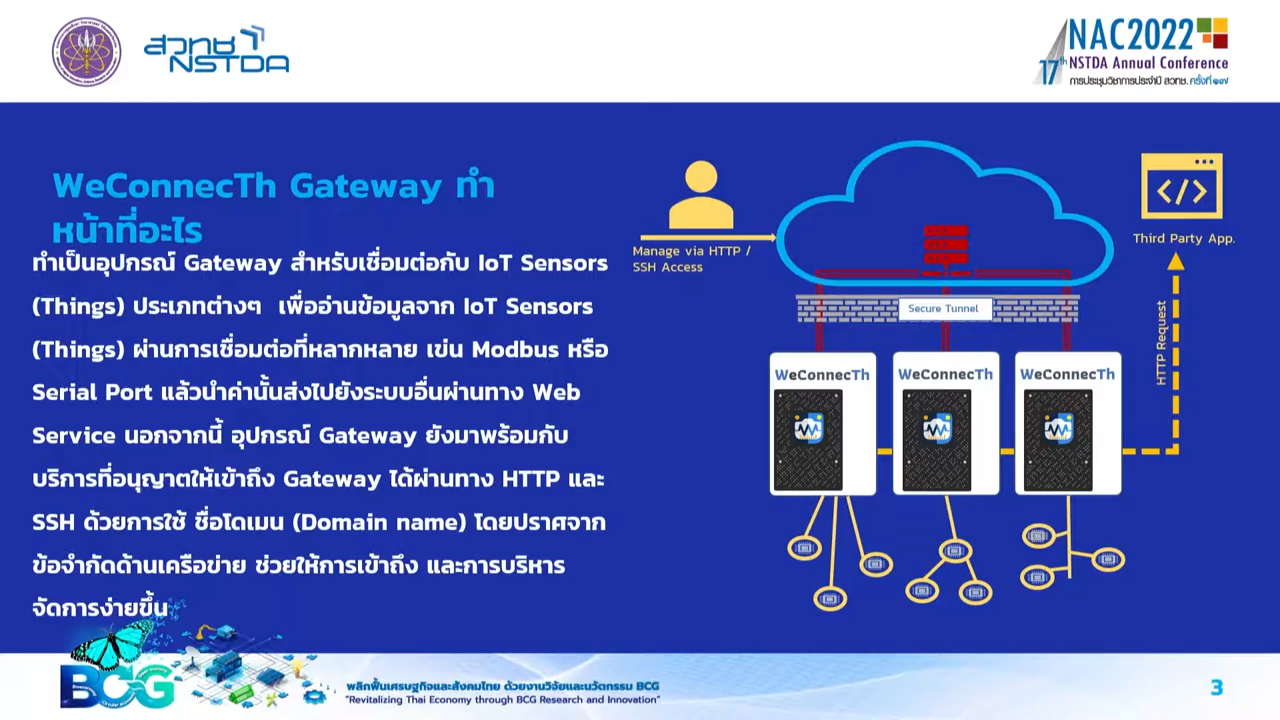 สวทช
NSTDA
NAC2022
17th NSTDA Annual Conference
การประชุมวิชาการประจำปี สวทช. ครั้งที่ ๑๗
WeConnecTh Gateway ทำ
หน้าที่อะไร
ทำเป็นอุปกรณ์ Gateway สำหรับเชื่อมต่อกับ IoT Sensors
(Things) ประเภทต่างๆ เพื่ออ่านข้อมูลจาก IoT Sensors
(Things) ผ่านการเชื่อมต่อที่หลากหลาย เข่น Modbus หรือ
Serial Port แล้วนำค่านั้นส่งไปยังระบบอื่นผ่านทาง Web
Service นอกจากนี้ อุปกรณ์ Gateway ยังมาพร้อมกับ
บริการที่อนุญาตให้เข้าถึง Gateway ได้ผ่านทาง HTTP และ
SSH ด้วยการใช้ ชื่อโดเมน (Domain name) โดยปราศจาก
ข้อจำกัดด้านเครือข่าย ช่วยให้การเข้าถึง และการบริหาร
จัดการง่ายขึ้น
Manage via HTTP /
SSH Access
Third Party App.
Secure Tunnel
HTTP Request
WeConnecTh
WeConnecTh
WeConnecTh
BCG
พลิกฟื้นเศรษฐกิจและสังคมไทย ด้วยงานวิจัยและนวัตกรรม BCG
"Revitalizing Thai Economy through BCG Research and Innovation"
3